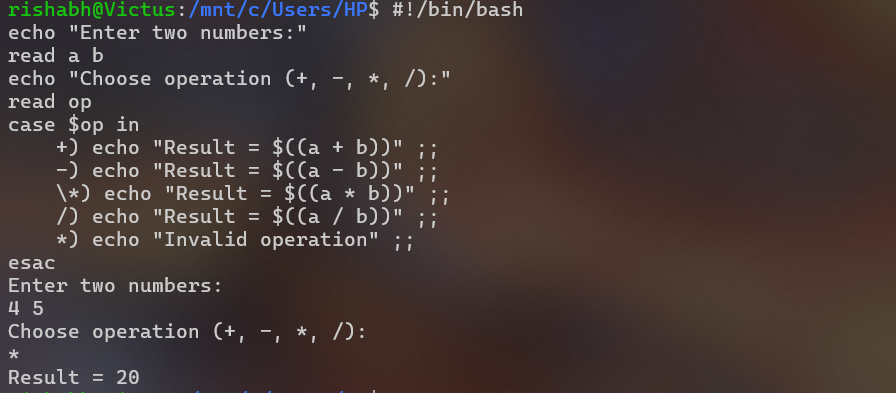 rishabh@Victus:/mnt/c/Users/HP$ #!/bin/bash
echo "Enter two numbers:"
read a b
echo "Choose operation (+, -, *, /):"
read op
case $op in
    +) echo "Result = $((a + b))" ;;
    -) echo "Result = $((a - b))" ;;
    \*) echo "Result = $((a * b))" ;;
    /) echo "Result = $((a / b))" ;;
    *) echo "Invalid operation" ;;
esac
Enter two numbers:
4 5
Choose operation (+, -, *, /):
*
Result = 20